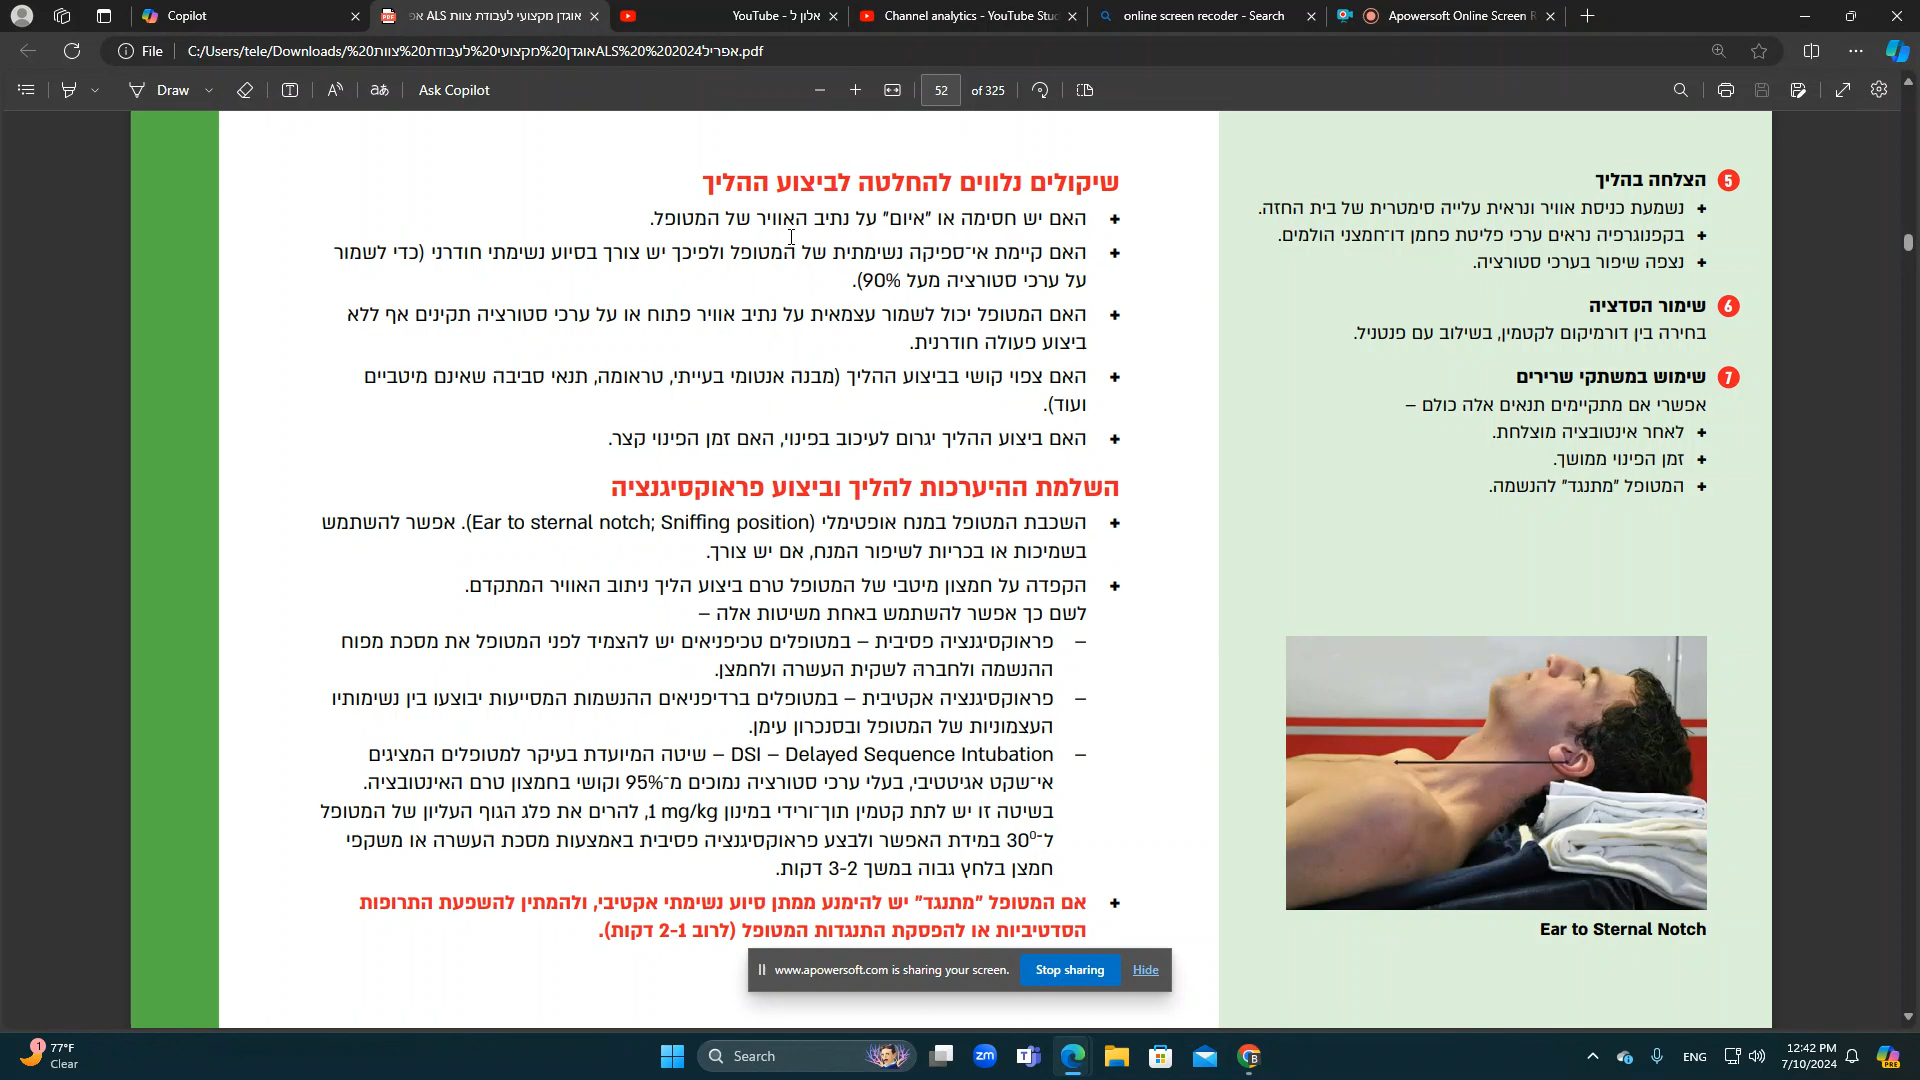 Copilot
אוגדן מקצועי לעבודת צוות ALS אפ
YouTube - אלון ל
Channel analytics - YouTube Stu
online screen recoder - Search
Apowersoft Online Screen R
File
C:/Users/tele/Downloads/%20אוגדן%20מקצועי%20לעבודת%20צוותALS%20%20אפריל2024.pdf
Draw
Ask Copilot
52
of 325
שיקולים נלווים להחלטה לביצוע ההליך
+ האם יש חסימה או "איום" על נתיב האוויר של המטופל.
+ האם קיימת אי־ספיקה נשימתית של המטופל ולפיכך יש צורך בסיוע נשימתי חודרני (כדי לשמור
על ערכי סטורציה מעל 90%).
+ האם המטופל יכול לשמור עצמאית על נתיב אוויר פתוח או על ערכי סטורציה תקינים אף ללא
ביצוע פעולה חודרנית.
+ האם צפוי קושי בביצוע ההליך (מבנה אנטומי בעייתי, טראומה, תנאי סביבה שאינם מיטביים
ועוד).
+ האם ביצוע ההליך יגרום לעיכוב בפינוי, האם זמן הפינוי קצר.
השלמת ההיערכות להליך וביצוע פראוקסיגנציה
+ השכבת המטופל במנח אופטימלי (Ear to sternal notch; Sniffing position). אפשר להשתמש
בשמיכות או בכריות לשיפור המנח, אם יש צורך.
+ הקפדה על חמצון מיטבי של המטופל טרם ביצוע הליך ניתוב האוויר המתקדם.
לשם כך אפשר להשתמש באחת משיטות אלה –
– פראוקסיגנציה פסיבית – במטופלים טכיפניאים יש להצמיד לפני המטופל את מסכת מפוח
ההנשמה ולחברה לשקית העשרה ולחמצן.
– פראוקסיגנציה אקטיבית – במטופלים ברדיפניאים ההנשמות המסייעות יבוצעו בין נשימותיו
העצמוניות של המטופל ובסנכרון עימן.
– DSI – Delayed Sequence Intubation – שיטה המיועדת בעיקר למטופלים המציגים
אי־שקט אגיטטיבי, בעלי ערכי סטורציה נמוכים מ־95% וקושי בחמצון טרם האינטובציה.
בשיטה זו יש לתת קטמין תוך־ורידי במינון 1 mg/kg, להרים את פלג הגוף העליון של המטופל
ל־30⁰ במידת האפשר ולבצע פראוקסיגנציה פסיבית באמצעות מסכת העשרה או משקפי
חמצן בלחץ גבוה במשך 3-2 דקות.
+ אם המטופל "מתנגד" יש להימנע ממתן סיוע נשימתי אקטיבי, ולהמתין להשפעת התרופות
הסדטיביות או להפסקת התנגדות המטופל (לרוב 2-1 דקות).
5 הצלחה בהליך
+ נשמעת כניסת אוויר ונראית עלייה סימטרית של בית החזה.
+ בקפנוגרפיה נראים ערכי פליטת פחמן דו־חמצני הולמים.
+ נצפה שיפור בערכי סטורציה.
6 שימור הסדציה
בחירה בין דורמיקום לקטמין, בשילוב עם פנטניל.
7 שימוש במשתקי שרירים
אפשרי אם מתקיימים תנאים אלה כולם –
+ לאחר אינטובציה מוצלחת.
+ זמן הפינוי ממושך.
+ המטופל "מתנגד" להנשמה.
Ear to Sternal Notch
www.apowersoft.com is sharing your screen.
Stop sharing
Hide
1
77°F
Clear
Search
zm
ENG
12:42 PM
7/10/2024
PRE